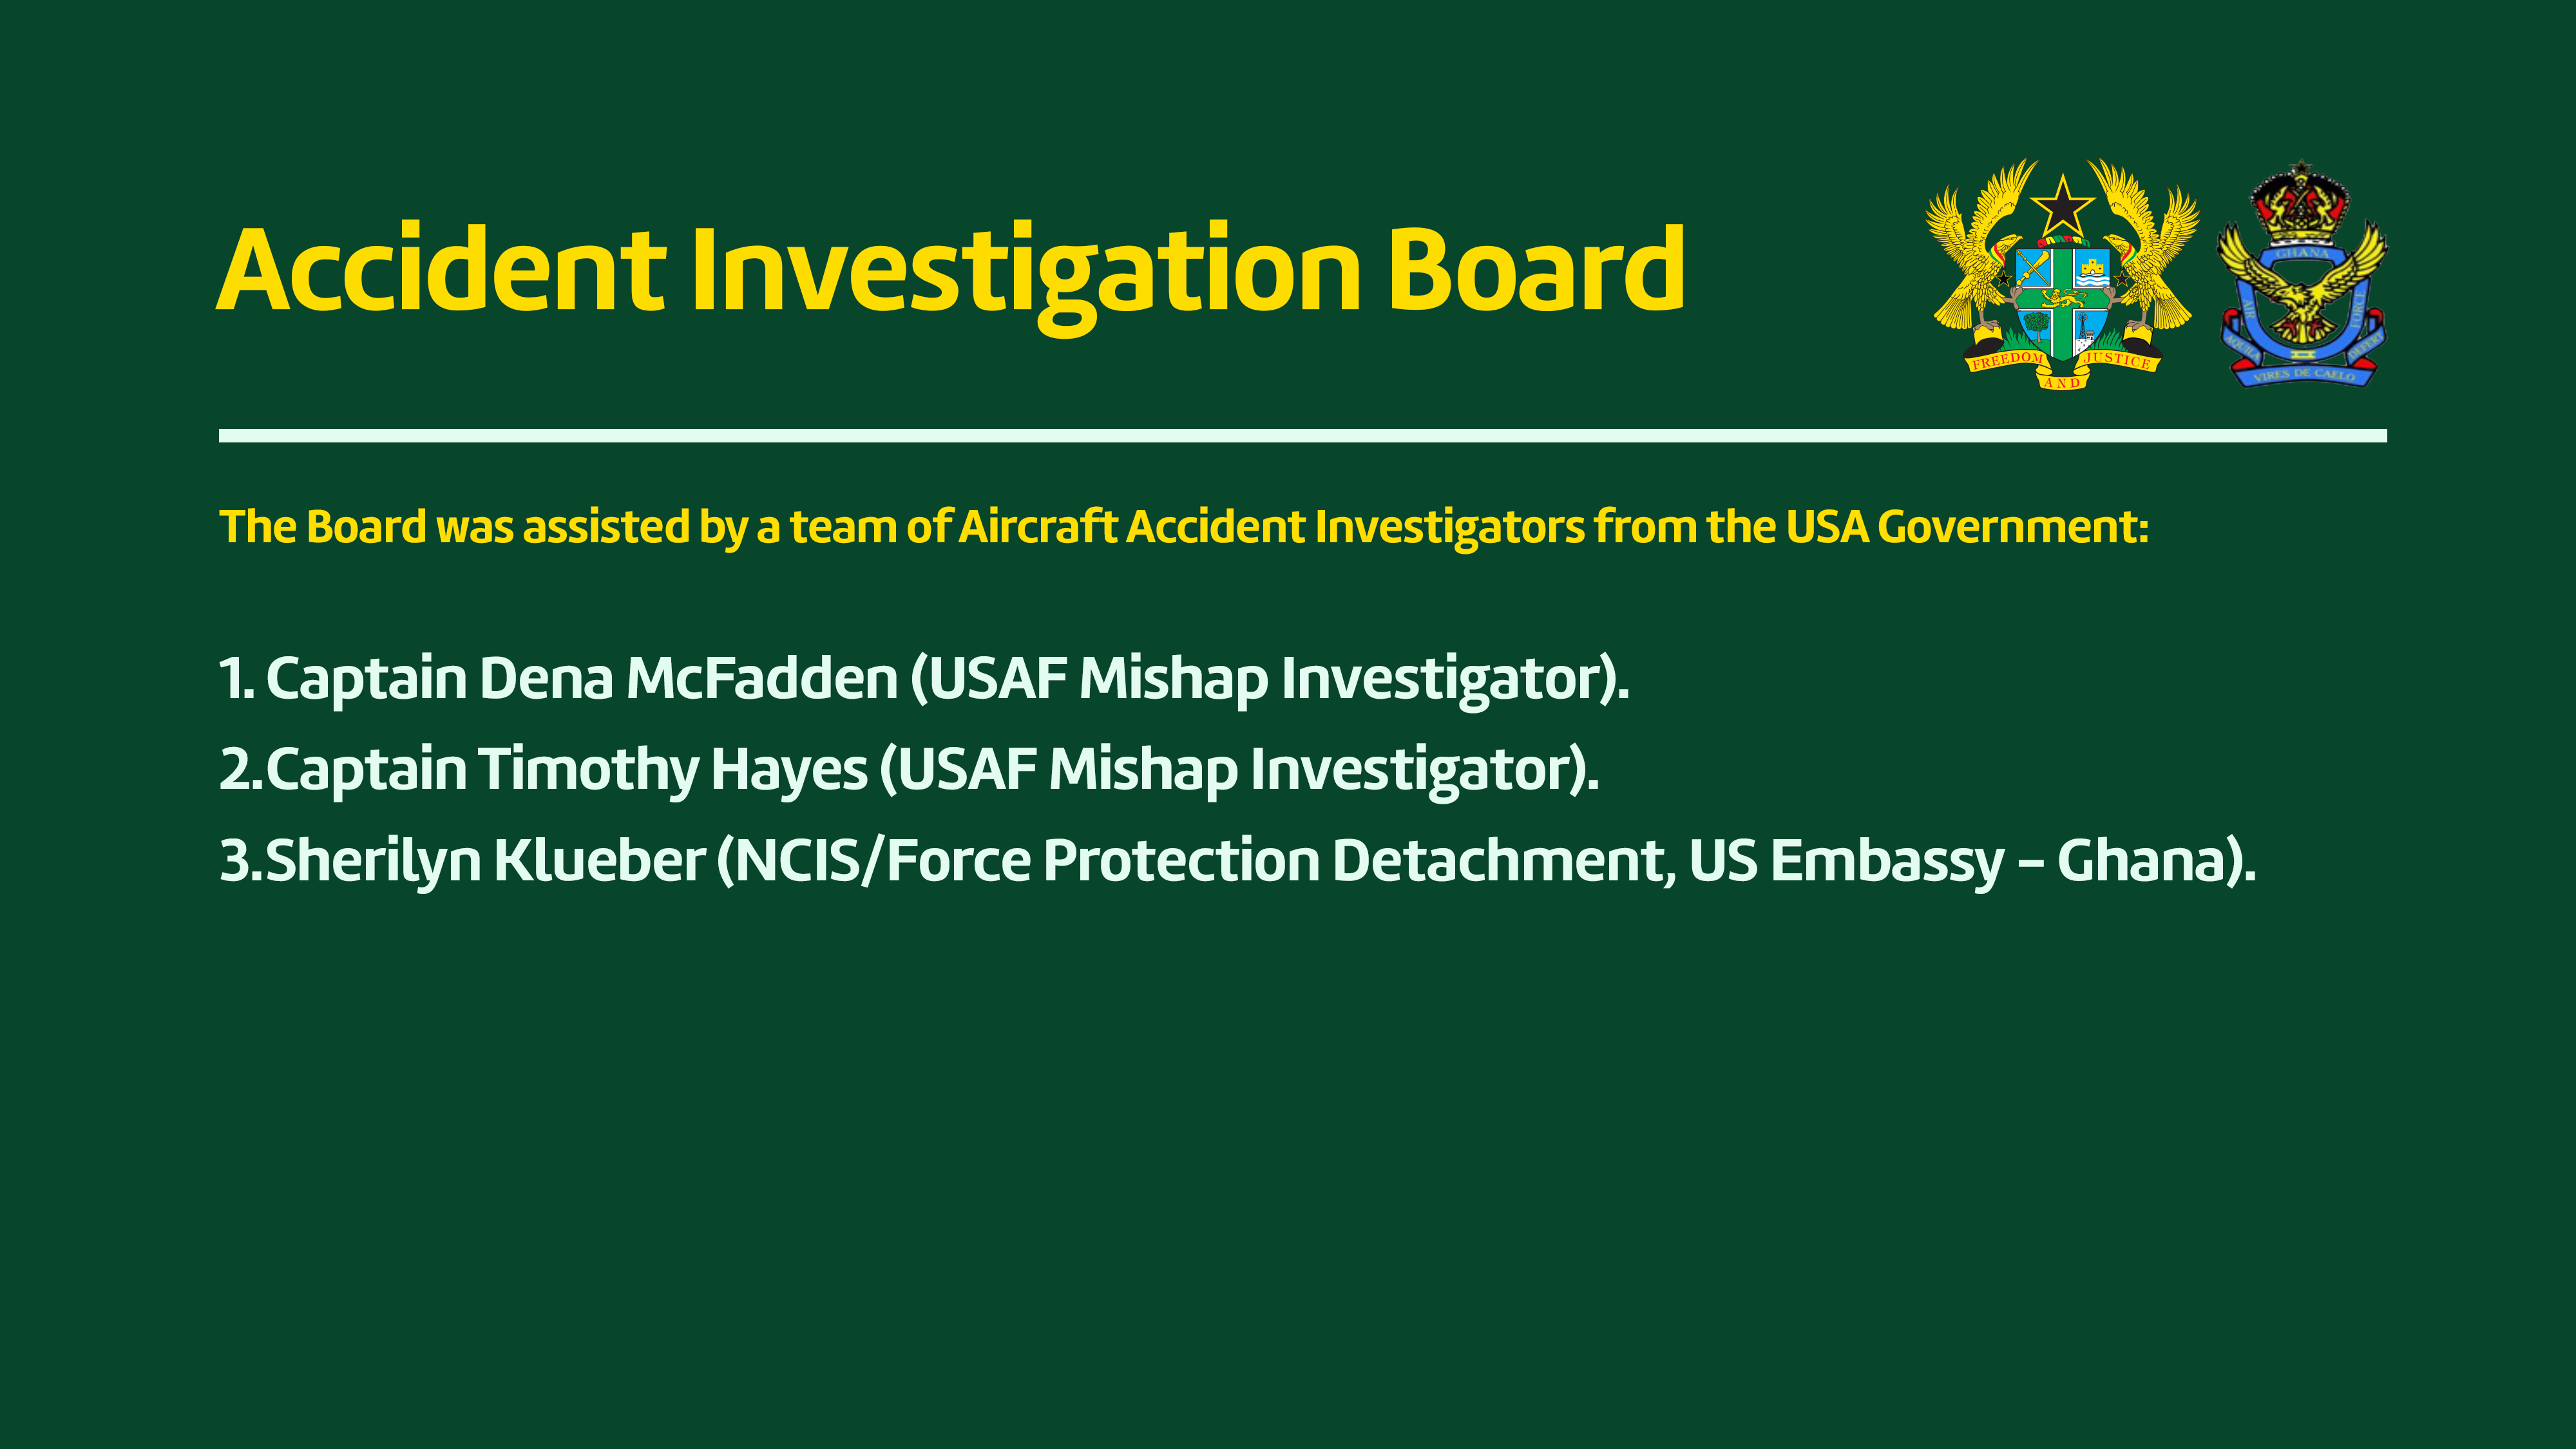 Accident Investigation Board
FREEDOM AND JUSTICE
GHANA
AIR FORCE
AQUILA DEFERT
VIRES DE CAELO
The Board was assisted by a team of Aircraft Accident Investigators from the USA Government:
1. Captain Dena McFadden (USAF Mishap Investigator).
2.Captain Timothy Hayes (USAF Mishap Investigator).
3.Sherilyn Klueber (NCIS/Force Protection Detachment, US Embassy – Ghana).